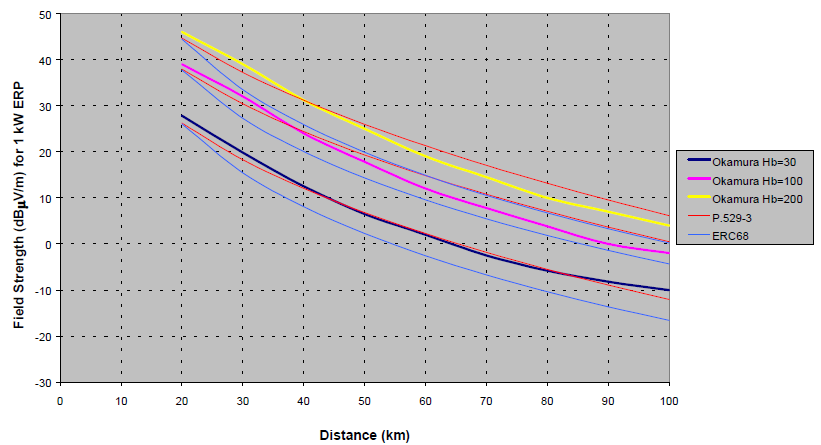 50
40
30
20
10
0
-10
-20
-30
0 10 20 30 40 50 60 70 80 90 100
Field Strength (dBµV/m) for 1 kW ERP
Distance (km)
Okamura Hb=30
Okamura Hb=100
Okamura Hb=200
P.529-3
ERC68